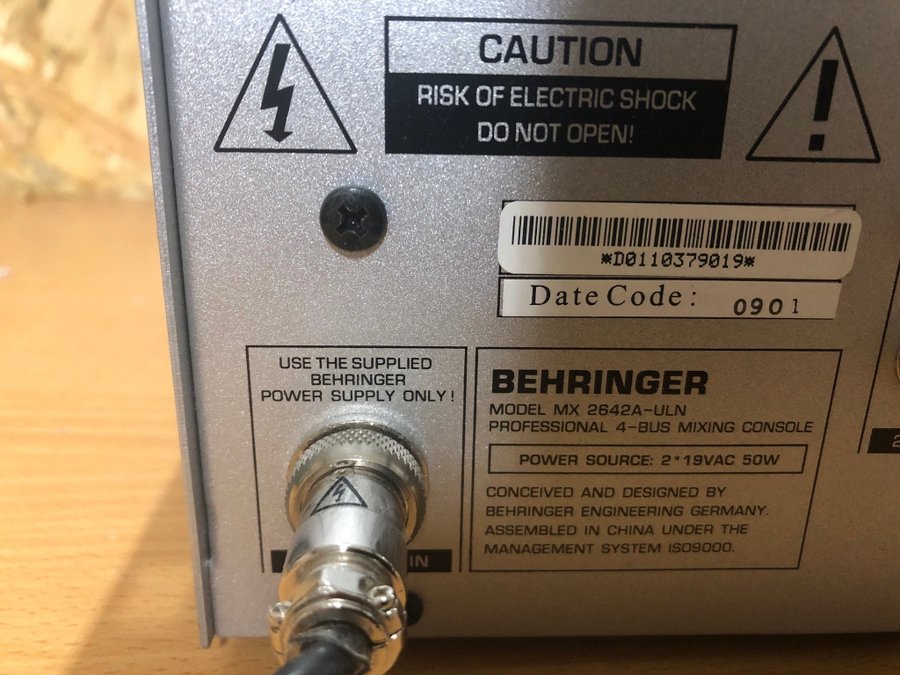 CAUTION
RISK OF ELECTRIC SHOCK
DO NOT OPEN!
*D0110379019*
Date Code: 0901
USE THE SUPPLIED
BEHRINGER
POWER SUPPLY ONLY!
IN
BEHRINGER
MODEL MX 2642A-ULN
PROFESSIONAL 4-BUS MIXING CONSOLE
POWER SOURCE: 2*19VAC 50W
CONCEIVED AND DESIGNED BY
BEHRINGER ENGINEERING GERMANY.
ASSEMBLED IN CHINA UNDER THE
MANAGEMENT SYSTEM ISO9000.
2